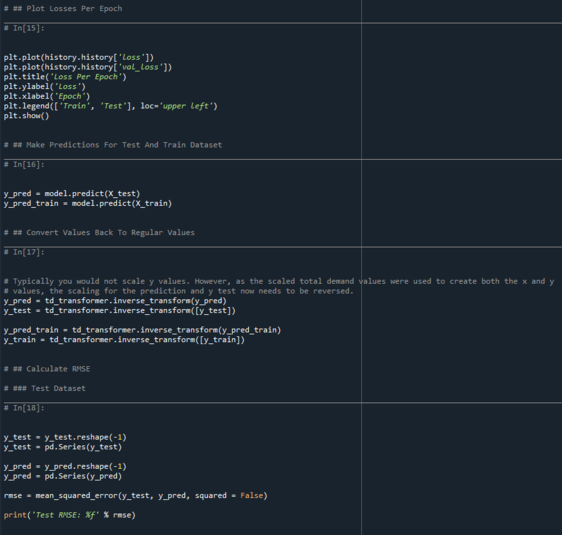 # ## Plot Losses Per Epoch
# In[15]:
plt.plot(history.history['loss'])
plt.plot(history.history['val_loss'])
plt.title('Loss Per Epoch')
plt.ylabel('Loss')
plt.xlabel('Epoch')
plt.legend(['Train', 'Test'], loc='upper left')
plt.show()
# ## Make Predictions For Test And Train Dataset
# In[16]:
y_pred = model.predict(X_test)
y_pred_train = model.predict(X_train)
# ## Convert Values Back To Regular Values
# In[17]:
# Typically you would not scale y values. However, as the scaled total demand values were used to create both the x and y
# values, the scaling for the prediction and y test now needs to be reversed.
y_pred = td_transformer.inverse_transform(y_pred)
y_test = td_transformer.inverse_transform([y_test])
y_pred_train = td_transformer.inverse_transform(y_pred_train)
y_train = td_transformer.inverse_transform([y_train])
# ## Calculate RMSE
# ### Test Dataset
# In[18]:
y_test = y_test.reshape(-1)
y_test = pd.Series(y_test)
y_pred = y_pred.reshape(-1)
y_pred = pd.Series(y_pred)
rmse = mean_squared_error(y_test, y_pred, squared = False)
print('Test RMSE: %f' % rmse)